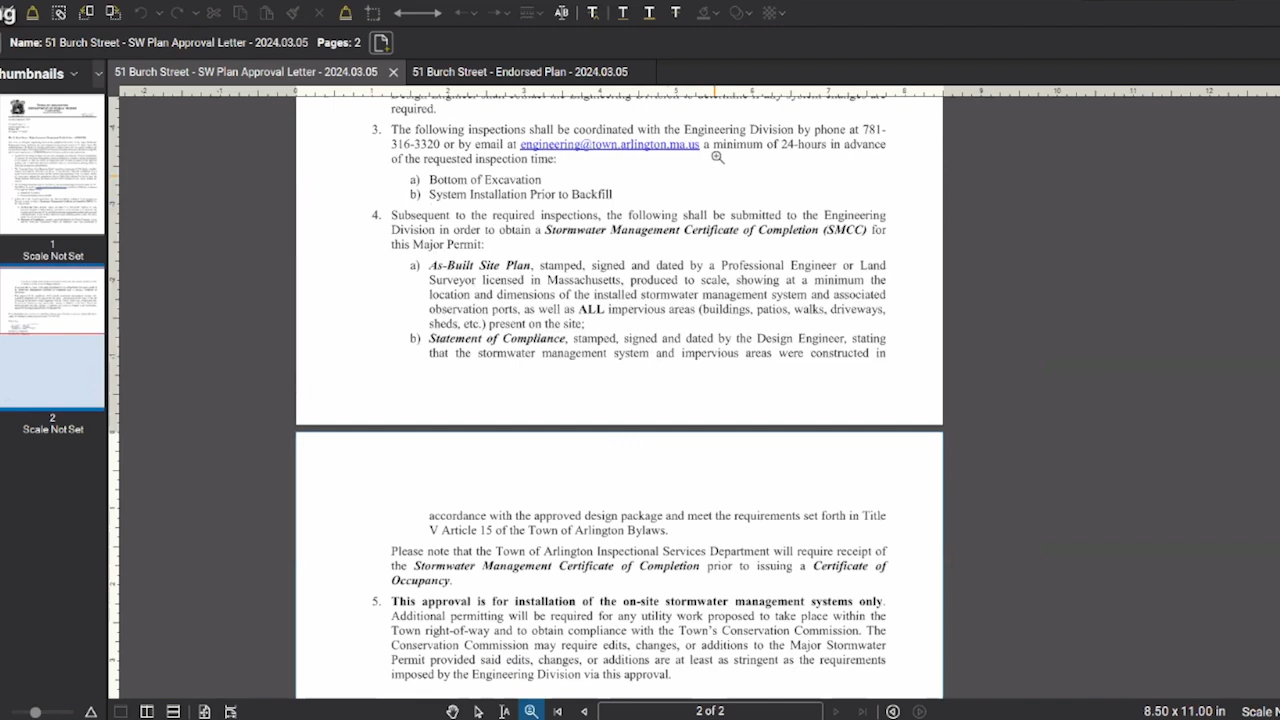 Name: 51 Burch Street - SW Plan Approval Letter - 2024.03.05 Pages: 2
humbnails
51 Burch Street - SW Plan Approval Letter - 2024.03.05
51 Burch Street - Endorsed Plan - 2024.03.05
required.
3. The following inspections shall be coordinated with the Engineering Division by phone at 781-
316-3320 or by email at engineering@town.arlington.ma.us a minimum of 24-hours in advance
of the requested inspection time:
a) Bottom of Excavation
b) System Installation Prior to Backfill
4. Subsequent to the required inspections, the following shall be submitted to the Engineering
Division in order to obtain a Stormwater Management Certificate of Completion (SMCC) for
this Major Permit:
a) As-Built Site Plan, stamped, signed and dated by a Professional Engineer or Land
Surveyor licensed in Massachusetts, produced to scale, showing at a minimum the
location and dimensions of the installed stormwater management system and associated
observation ports, as well as ALL impervious areas (buildings, patios, walks, driveways,
sheds, etc.) present on the site;
b) Statement of Compliance, stamped, signed and dated by the Design Engineer, stating
that the stormwater management system and impervious areas were constructed in
accordance with the approved design package and meet the requirements set forth in Title
V Article 15 of the Town of Arlington Bylaws.
Please note that the Town of Arlington Inspectional Services Department will require receipt of
the Stormwater Management Certificate of Completion prior to issuing a Certificate of
Occupancy.
5. This approval is for installation of the on-site stormwater management systems only.
Additional permitting will be required for any utility work proposed to take place within the
Town right-of-way and to obtain compliance with the Town's Conservation Commission. The
Conservation Commission may require edits, changes, or additions to the Major Stormwater
Permit provided said edits, changes, or additions are at least as stringent as the requirements
imposed by the Engineering Division via this approval.
1
Scale Not Set
2
Scale Not Set
2 of 2
8.50 x 11.00 in
Scale